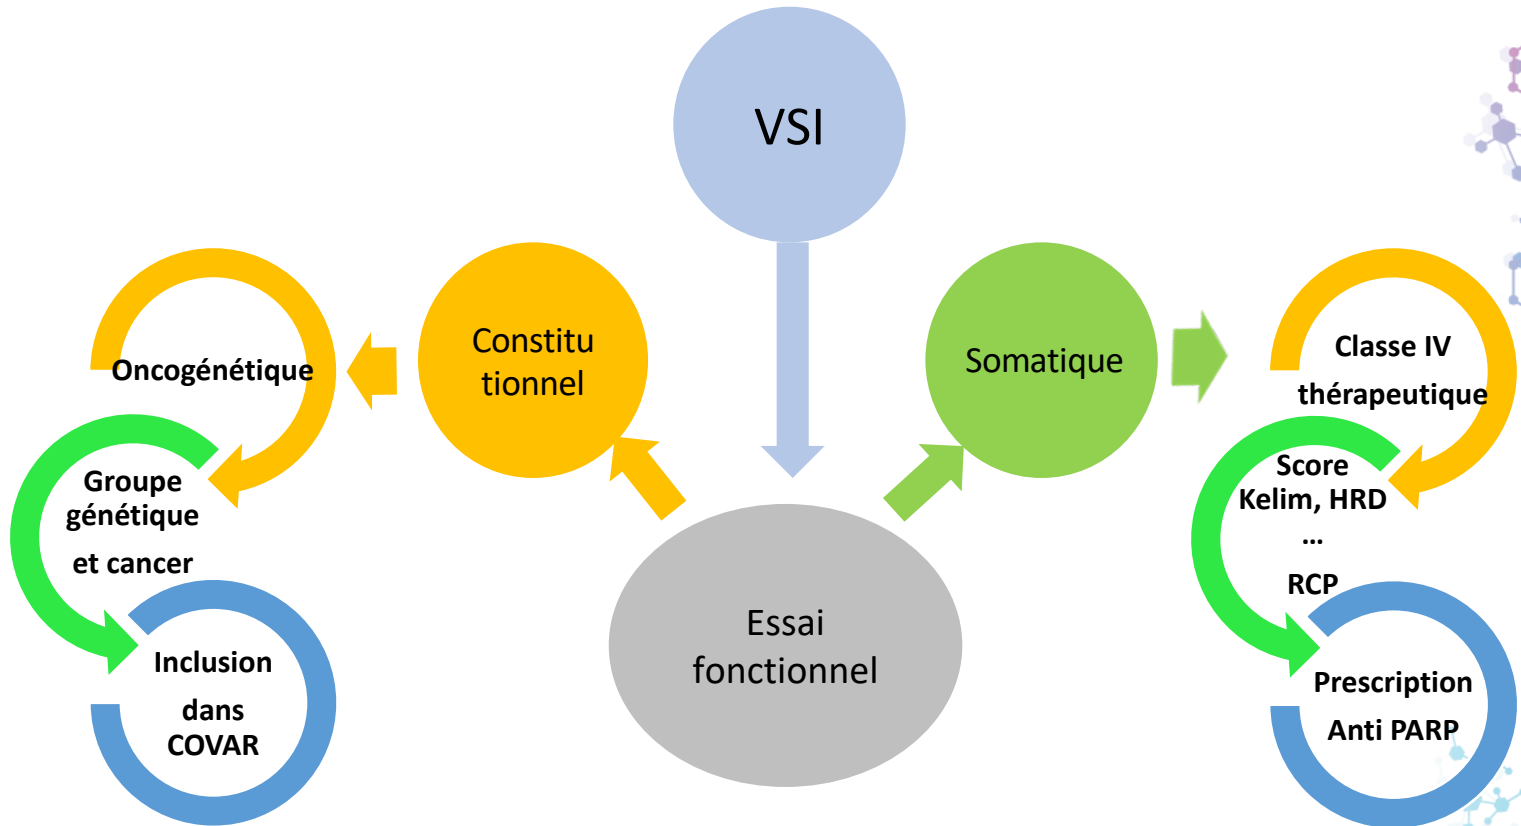 VSI
Constitu
tionnel
Somatique
Essai
fonctionnel
Oncogénétique
Groupe
génétique
et cancer
Inclusion
dans
COVAR
Classe IV
thérapeutique
Score
Kelim, HRD
...
RCP
Prescription
Anti PARP